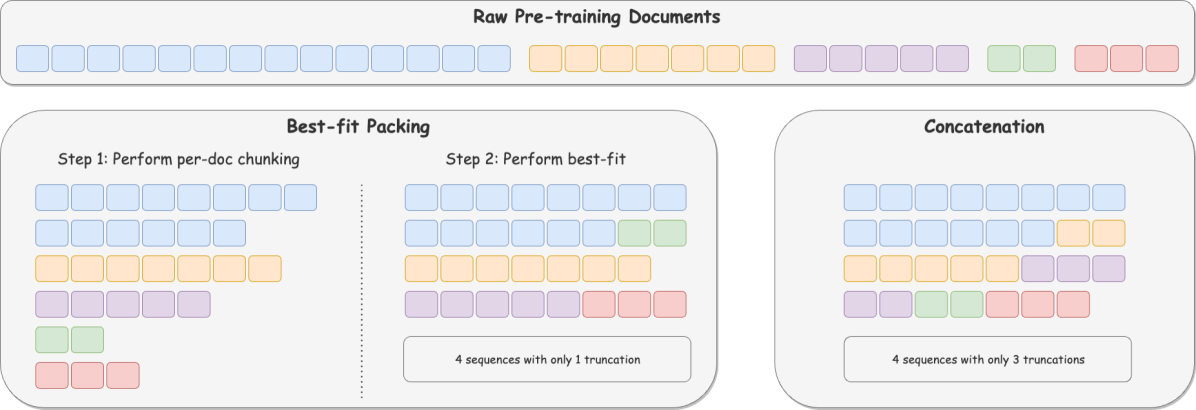 Raw Pre-training Documents
Best-fit Packing
Step 1: Perform per-doc chunking
Step 2: Perform best-fit
4 sequences with only 1 truncation
Concatenation
4 sequences with only 3 truncations